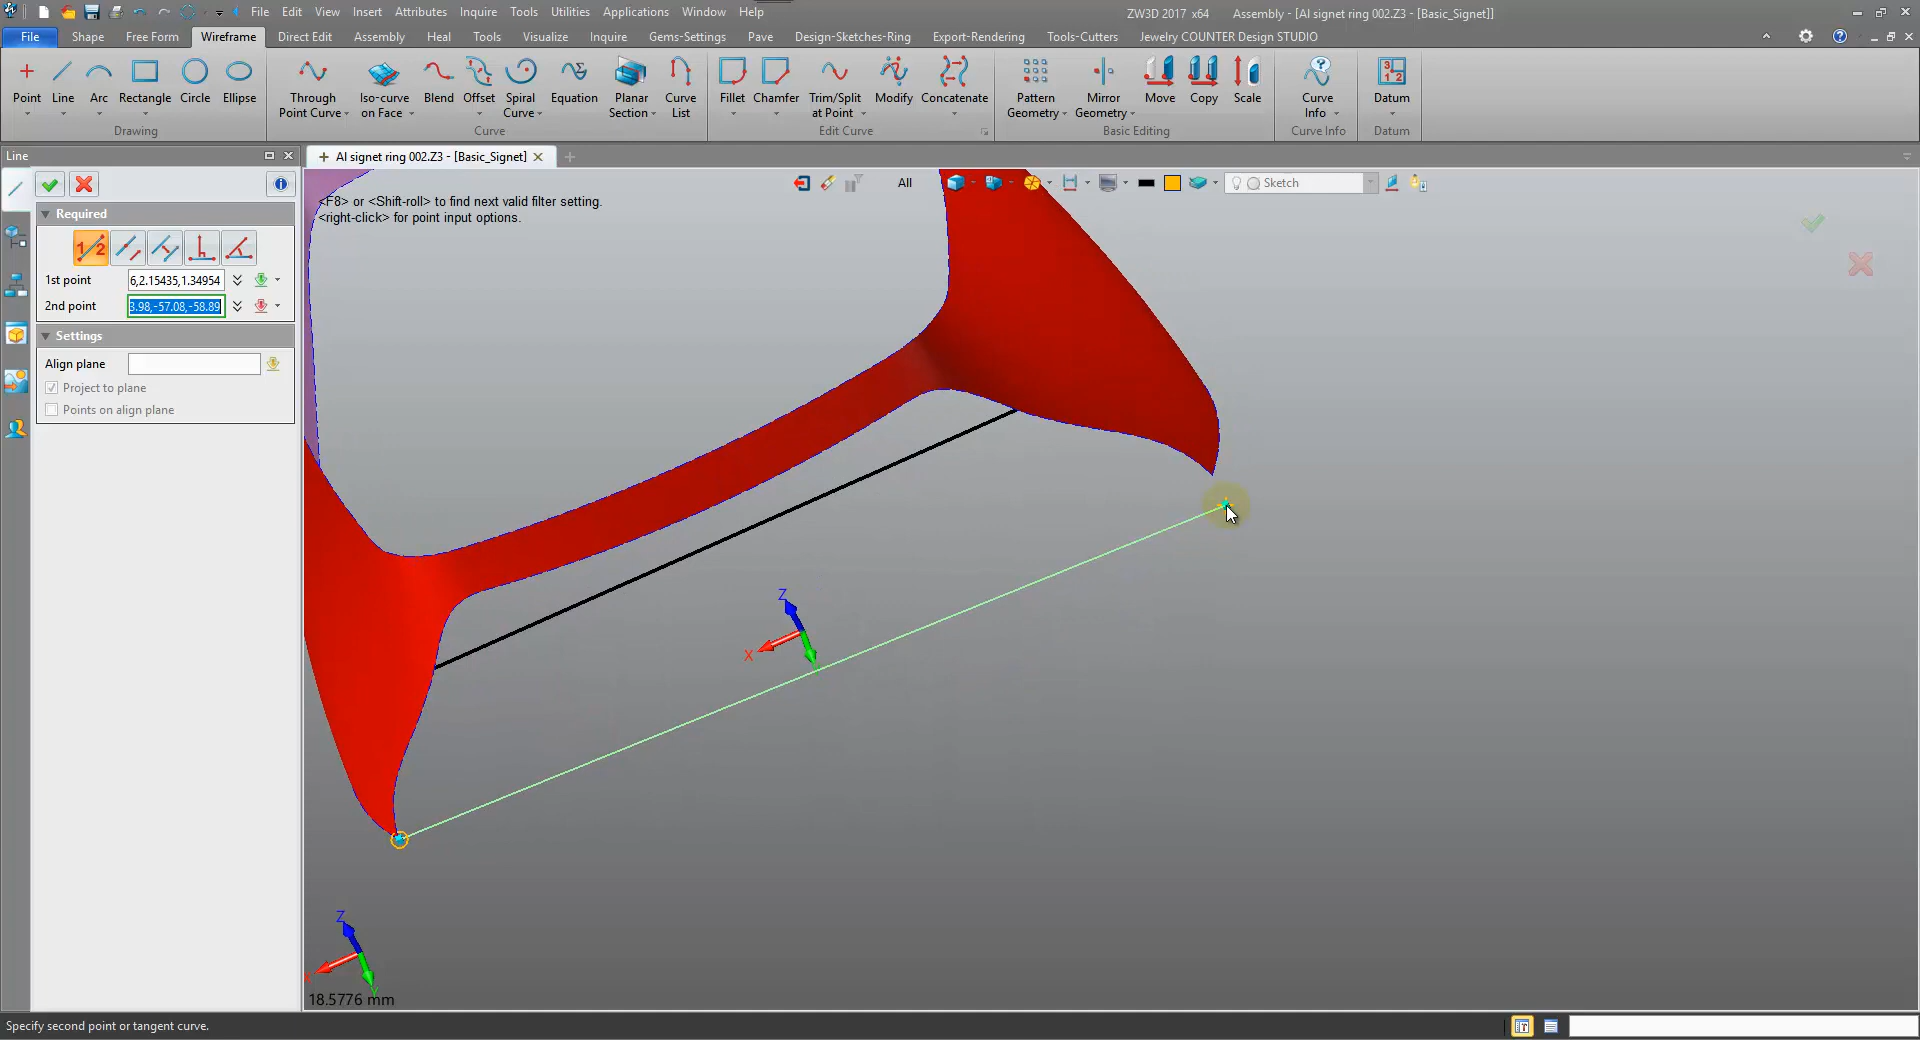 File Edit View Insert Attributes Inquire Tools Utilities Applications Window Help
ZW3D 2017 x64 Assembly - [AI signet ring 002.Z3 - [Basic_Signet]]
File Shape Free Form Wireframe Direct Edit Assembly Heal Tools Visualize Inquire Gems-Settings Pave Design-Sketches-Ring Export-Rendering Tools-Cutters Jewelry COUNTER Design STUDIO
Point Line Arc Rectangle Circle Ellipse
Through Point Curve
Iso-curve on Face
Blend Offset
Spiral Curve
Equation
Planar Section
Curve List
Fillet Chamfer
Trim/Split at Point
Modify Concatenate
Pattern Geometry
Mirror Geometry
Move Copy Scale
Curve Info
Datum
Drawing Curve Edit Curve Basic Editing Curve Info Datum
Line
AI signet ring 002.Z3 - [Basic_Signet]
Required
1st point 6,2.15435,1.34954
2nd point 3.98,-57.08,-58.89
Settings
Align plane
Project to plane
Points on align plane
<F8> or <Shift-roll> to find next valid filter setting.
<right-click> for point input options.
All
Sketch
Z
X
Z
18.5776 mm
Specify second point or tangent curve.